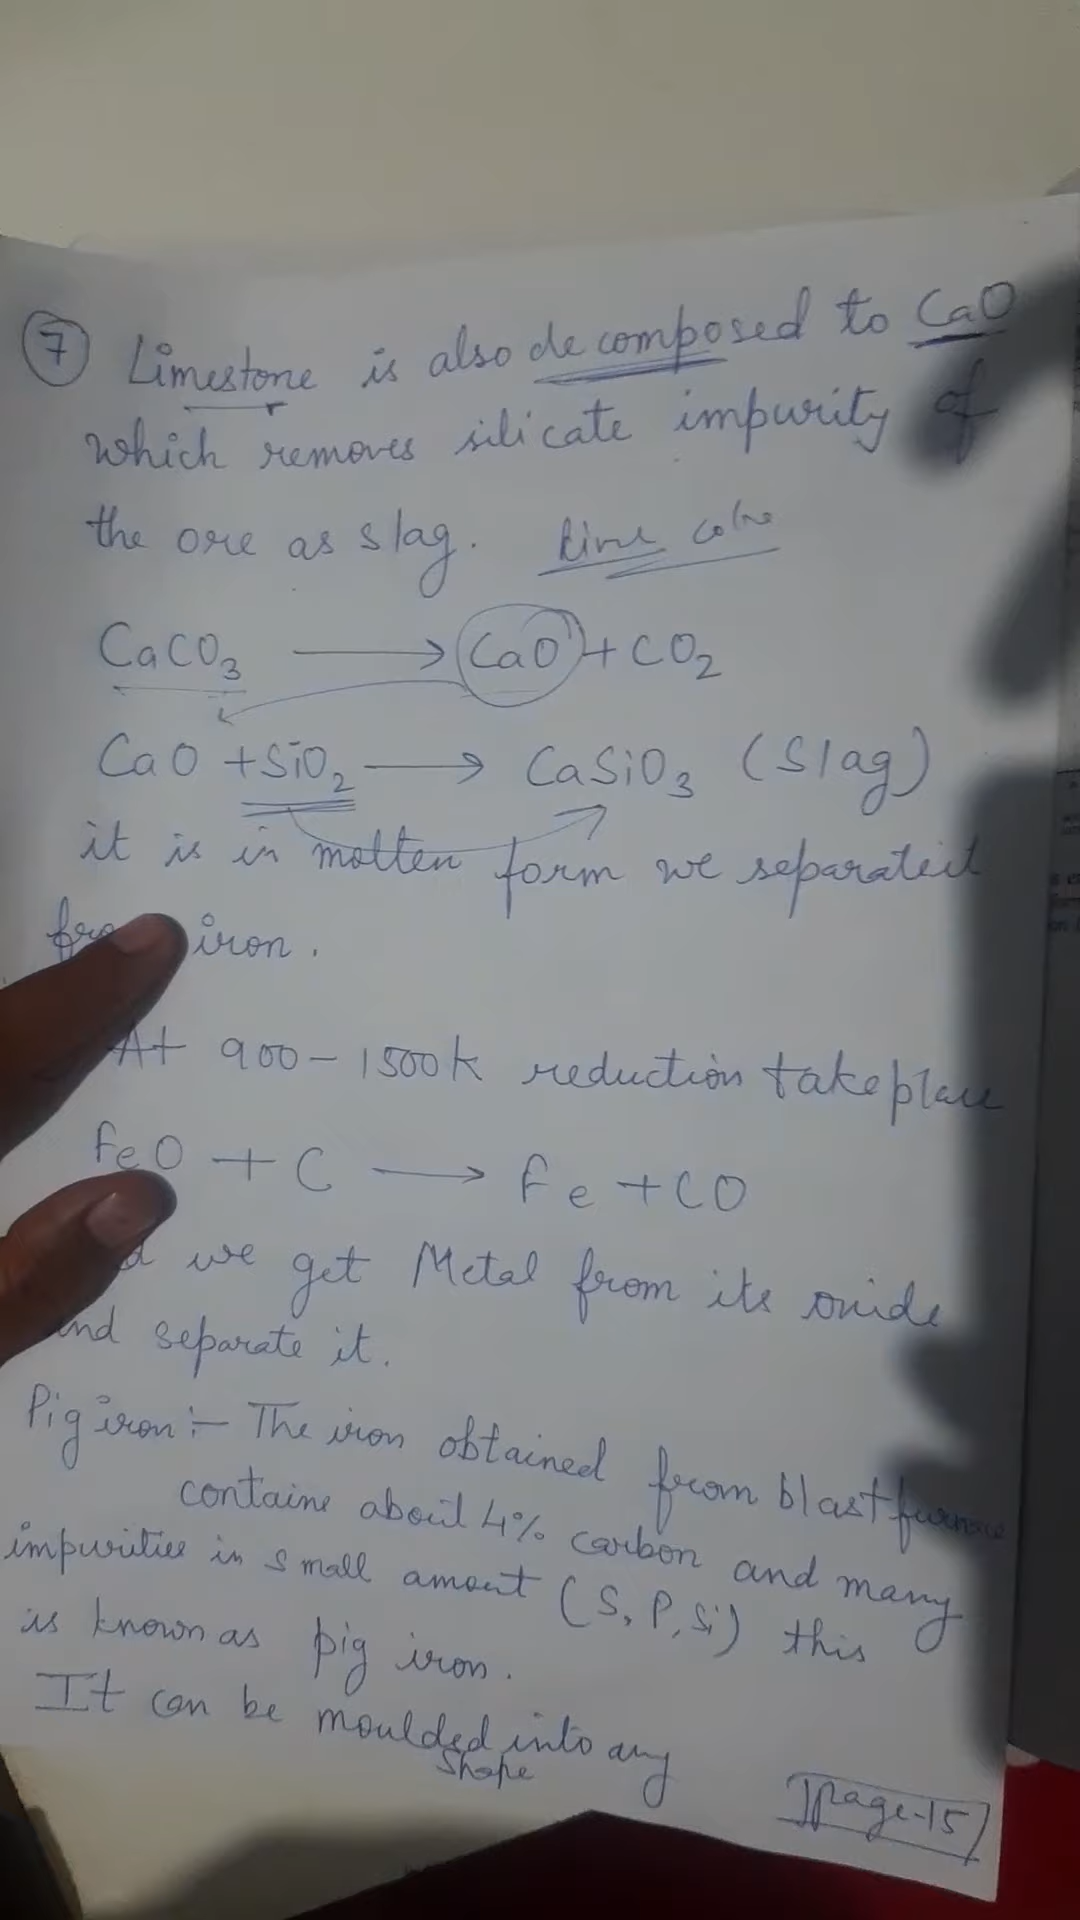 7 Limestone is also decomposed to CaO
which removes silicate impurity of
the ore as slag. lime
CaCO3 ⟶ CaO + CO2
CaO + SiO2 ⟶ CaSiO3 (Slag)
it is in molten form we separate it
iron.
At 900-1500k reduction take place
FeO + C ⟶ Fe + CO
we get Metal from its oxide
and separate it.
Pig iron :- The iron obtained from blast furnace
containe about 4% carbon and many
impurities in small amount (S, P, Si) this
is known as pig iron.
It can be moulded into any
shape
page-15